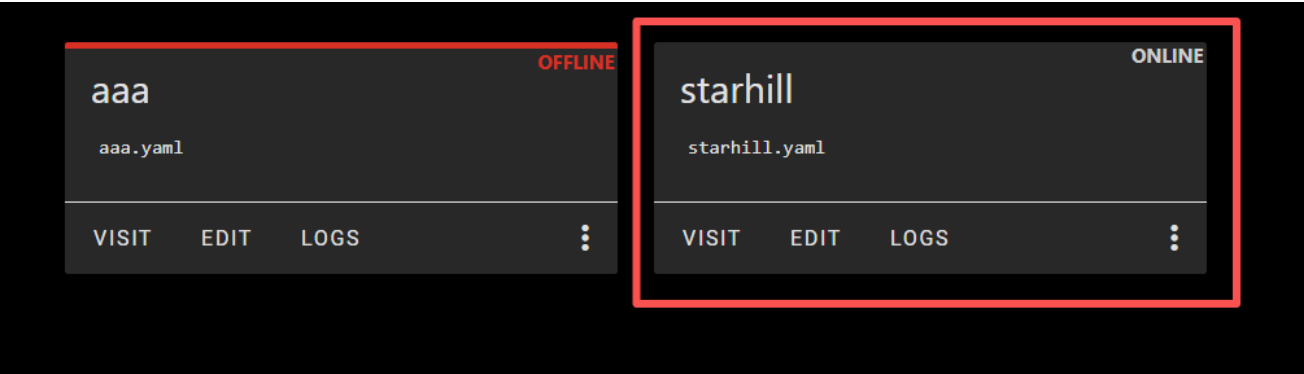 OFFLINE
aaa
aaa.yaml
VISIT EDIT LOGS
ONLINE
starhill
starhill.yaml
VISIT EDIT LOGS